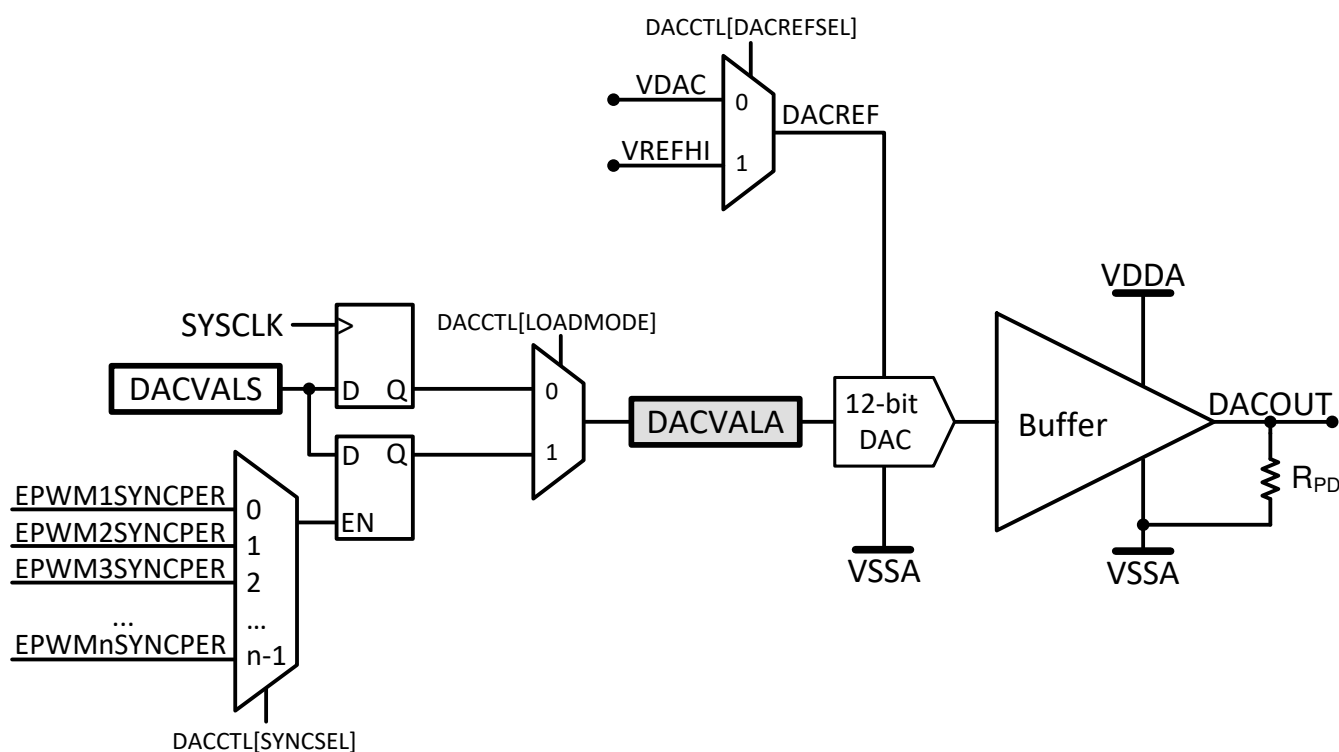 DACCTL[DACREFSEL]
VDAC
0
DACREF
VREFHI
1
VDDA
SYSCLK
>
DACCTL[LOADMODE]
DACVALS
D Q
0
DACVALA
12-bit
DAC
Buffer
DACOUT
D Q
1
RPD
EPWM1SYNCPER
0
EN
EPWM2SYNCPER
1
EPWM3SYNCPER
2
VSSA
VSSA
...
...
EPWMnSYNCPER
n-1
DACCTL[SYNCSEL]